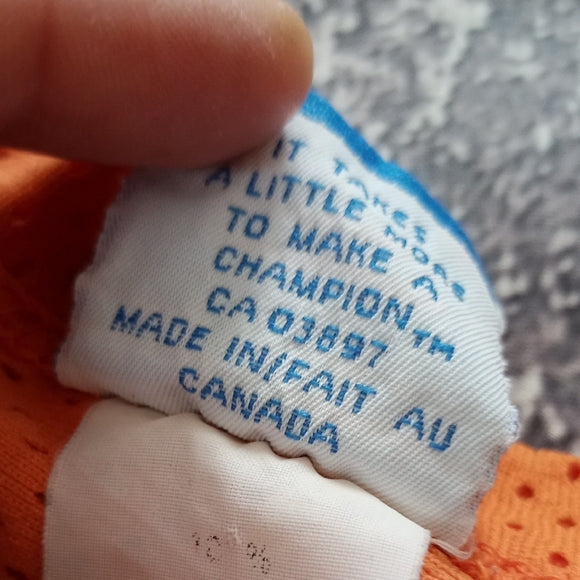 IT TAKES
A LITTLE MORE
TO MAKE A
CHAMPION™
CA 03897
MADE IN/FAIT AU
CANADA
%